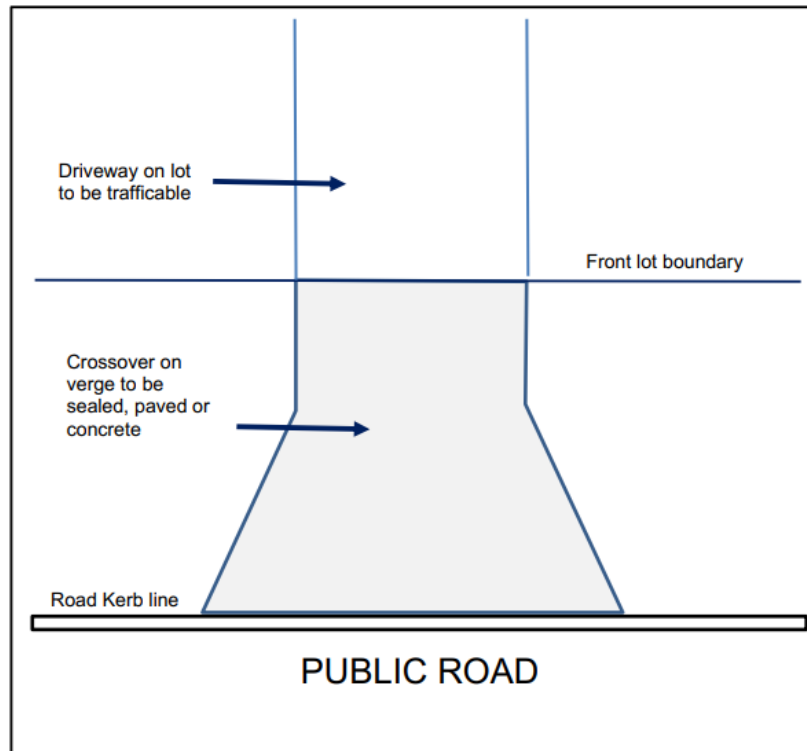 Driveway on lot
to be trafficable
Front lot boundary
Crossover on
verge to be
sealed, paved or
concrete
Road Kerb line
PUBLIC ROAD